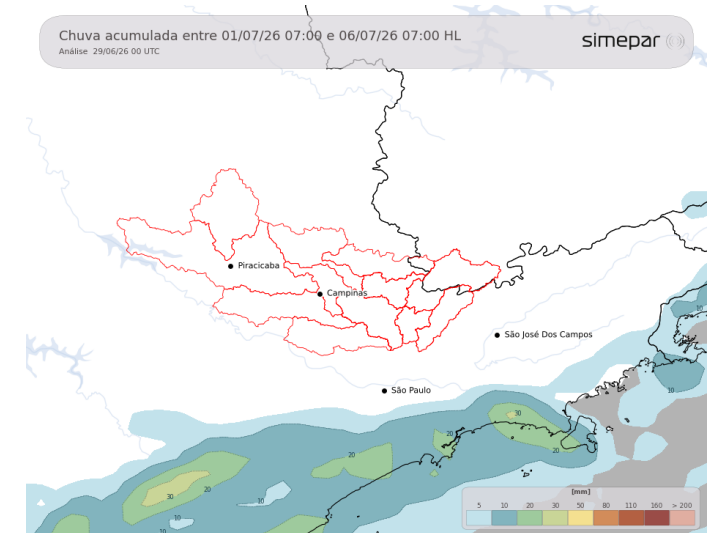 Chuva acumulada entre 01/07/26 07:00 e 06/07/26 07:00 HL
Análise 29/06/26 00 UTC
simepar
Piracicaba
Campinas
São José Dos Campos
São Paulo
10
10
30
20
20
20
20
30
10
10
[mm]
5 10 20 30 50 80 110 160 > 200